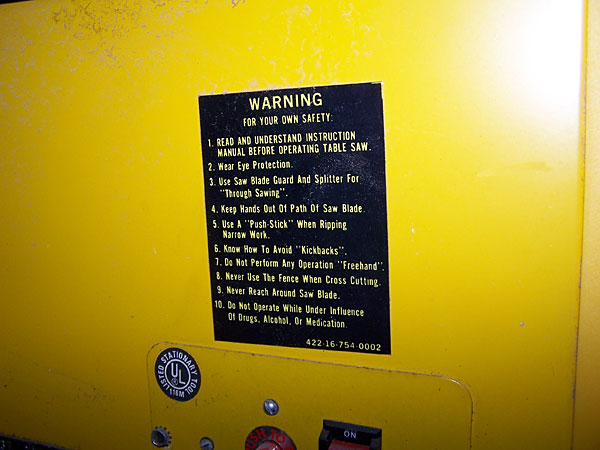 WARNING
FOR YOUR OWN SAFETY:
1. READ AND UNDERSTAND INSTRUCTION
MANUAL BEFORE OPERATING TABLE SAW.
2. Wear Eye Protection.
3. Use Saw Blade Guard And Splitter For
"Through Sawing".
4. Keep Hands Out Of Path Of Saw Blade.
5. Use A "Push-Stick" When Ripping
Narrow Work.
6. Know How To Avoid "Kickbacks".
7. Do Not Perform Any Operation "Freehand".
8. Never Use The Fence When Cross Cutting.
9. Never Reach Around Saw Blade.
10. Do Not Operate While Under Influence
Of Drugs, Alcohol, Or Medication.
422-16-754-0002
LISTED STATIONARY TOOL
UL
116M
PUSH TO
ON